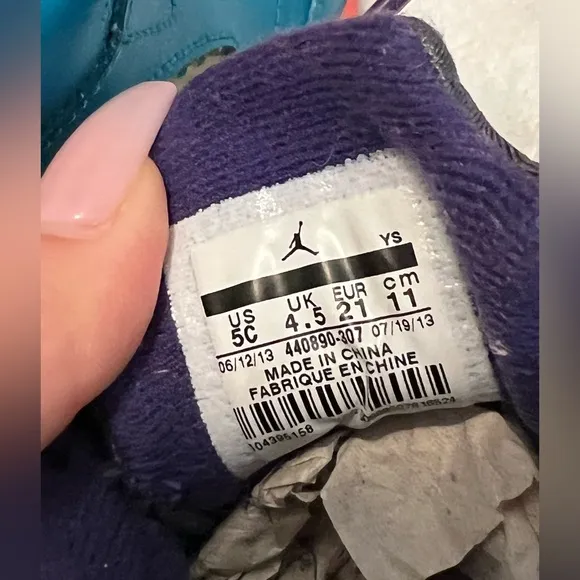 YS
US UK EUR cm
5C 4.5 21 11
06/12/13 440890-307 07/19/13
MADE IN CHINA
FABRIQUE EN CHINE
104395158